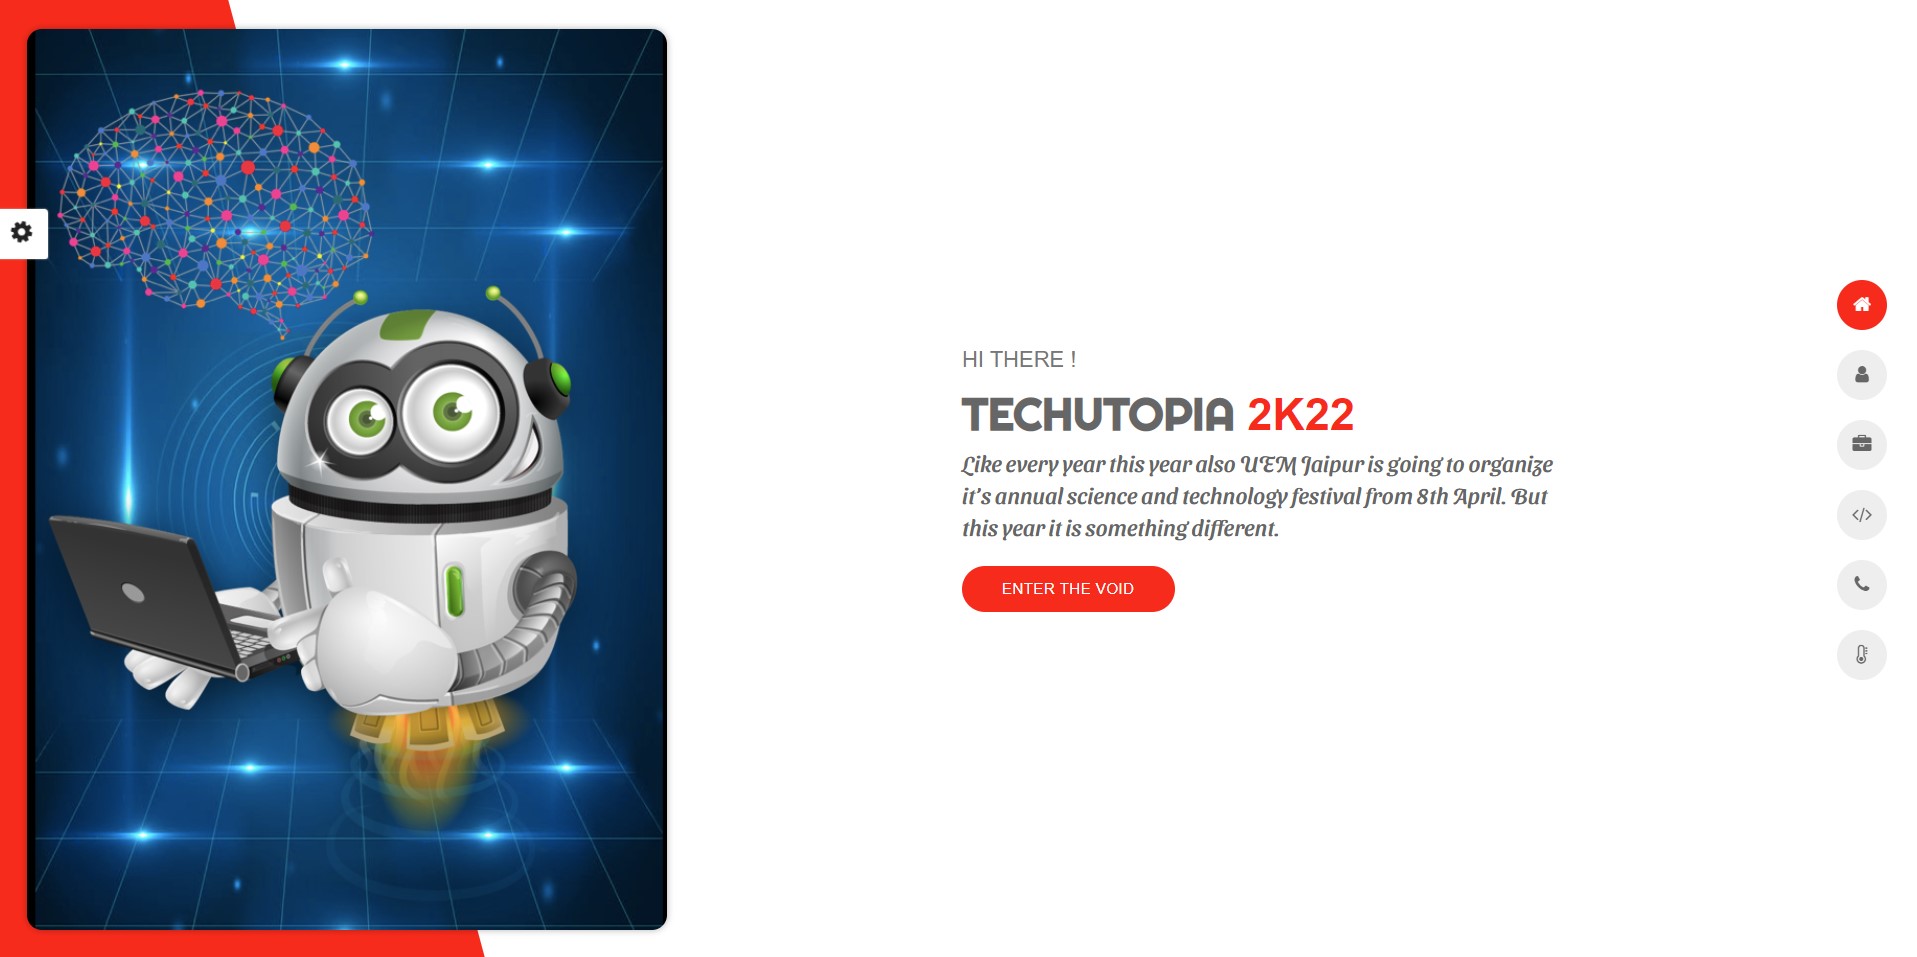 HI THERE !
TECHUTOPIA 2K22
Like every year this year also UEM Jaipur is going to organize
it's annual science and technology festival from 8th April. But
this year it is something different.
ENTER THE VOID